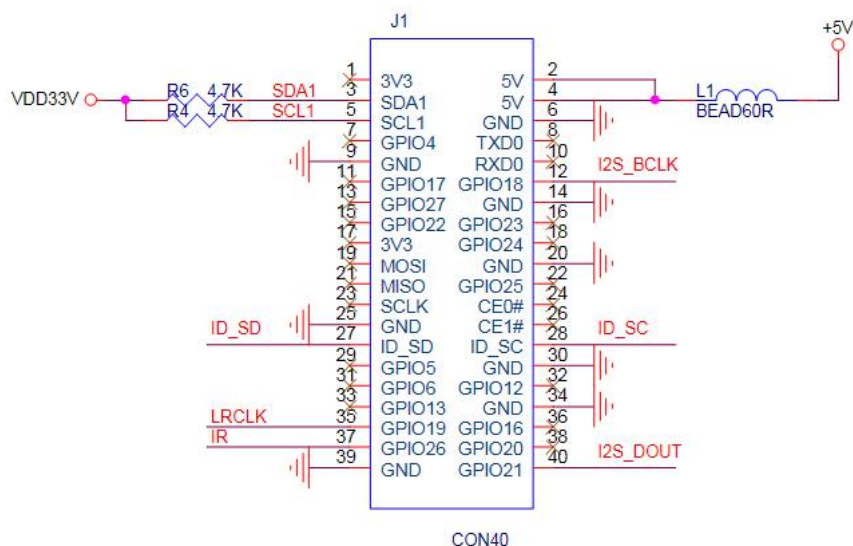 J1
+5V
1 3V3 5V 2
VDD33V R6 4.7K SDA1 3 SDA1 5V 4 L1
R4 4.7K SCL1 5 SCL1 GND 6 BEAD60R
7 GPIO4 TXD0 8
9 GND RXD0 10
11 GPIO17 GPIO18 12 I2S_BCLK
13 GPIO27 GND 14
15 GPIO22 GPIO23 16
17 3V3 GPIO24 18
19 MOSI GND 20
21 MISO GPIO25 22
23 SCLK CE0# 24
25 GND CE1# 26
ID_SD 27 ID_SD ID_SC 28 ID_SC
29 GPIO5 GND 30
31 GPIO6 GPIO12 32
33 GPIO13 GND 34
LRCLK 35 GPIO19 GPIO16 36
IR 37 GPIO26 GPIO20 38
39 GND GPIO21 40 I2S_DOUT
CON40